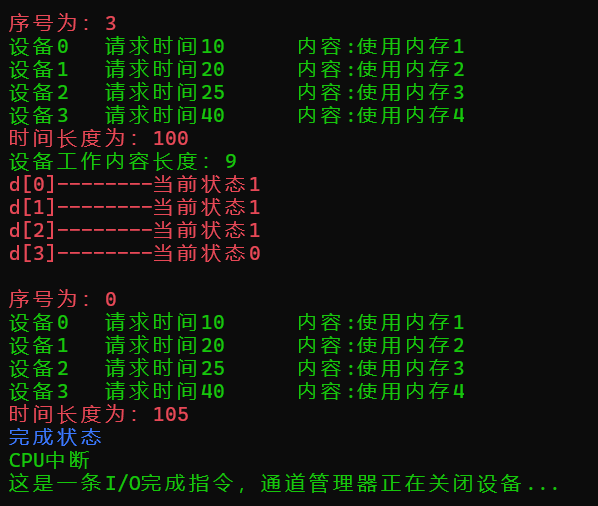 序号为: 3
设备0 请求时间10 内容:使用内存1
设备1 请求时间20 内容:使用内存2
设备2 请求时间25 内容:使用内存3
设备3 请求时间40 内容:使用内存4
时间长度为: 100
设备工作内容长度: 9
d[0]--------当前状态1
d[1]--------当前状态1
d[2]--------当前状态1
d[3]--------当前状态0
序号为: 0
设备0 请求时间10 内容:使用内存1
设备1 请求时间20 内容:使用内存2
设备2 请求时间25 内容:使用内存3
设备3 请求时间40 内容:使用内存4
时间长度为: 105
完成状态
CPU中断
这是一条I/O完成指令，通道管理器正在关闭设备...